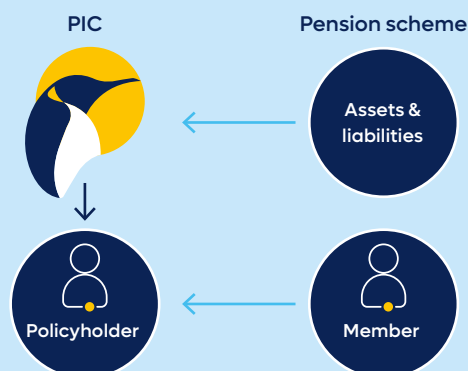 PIC
Pension scheme
Assets &
liabilities
Policyholder
Member